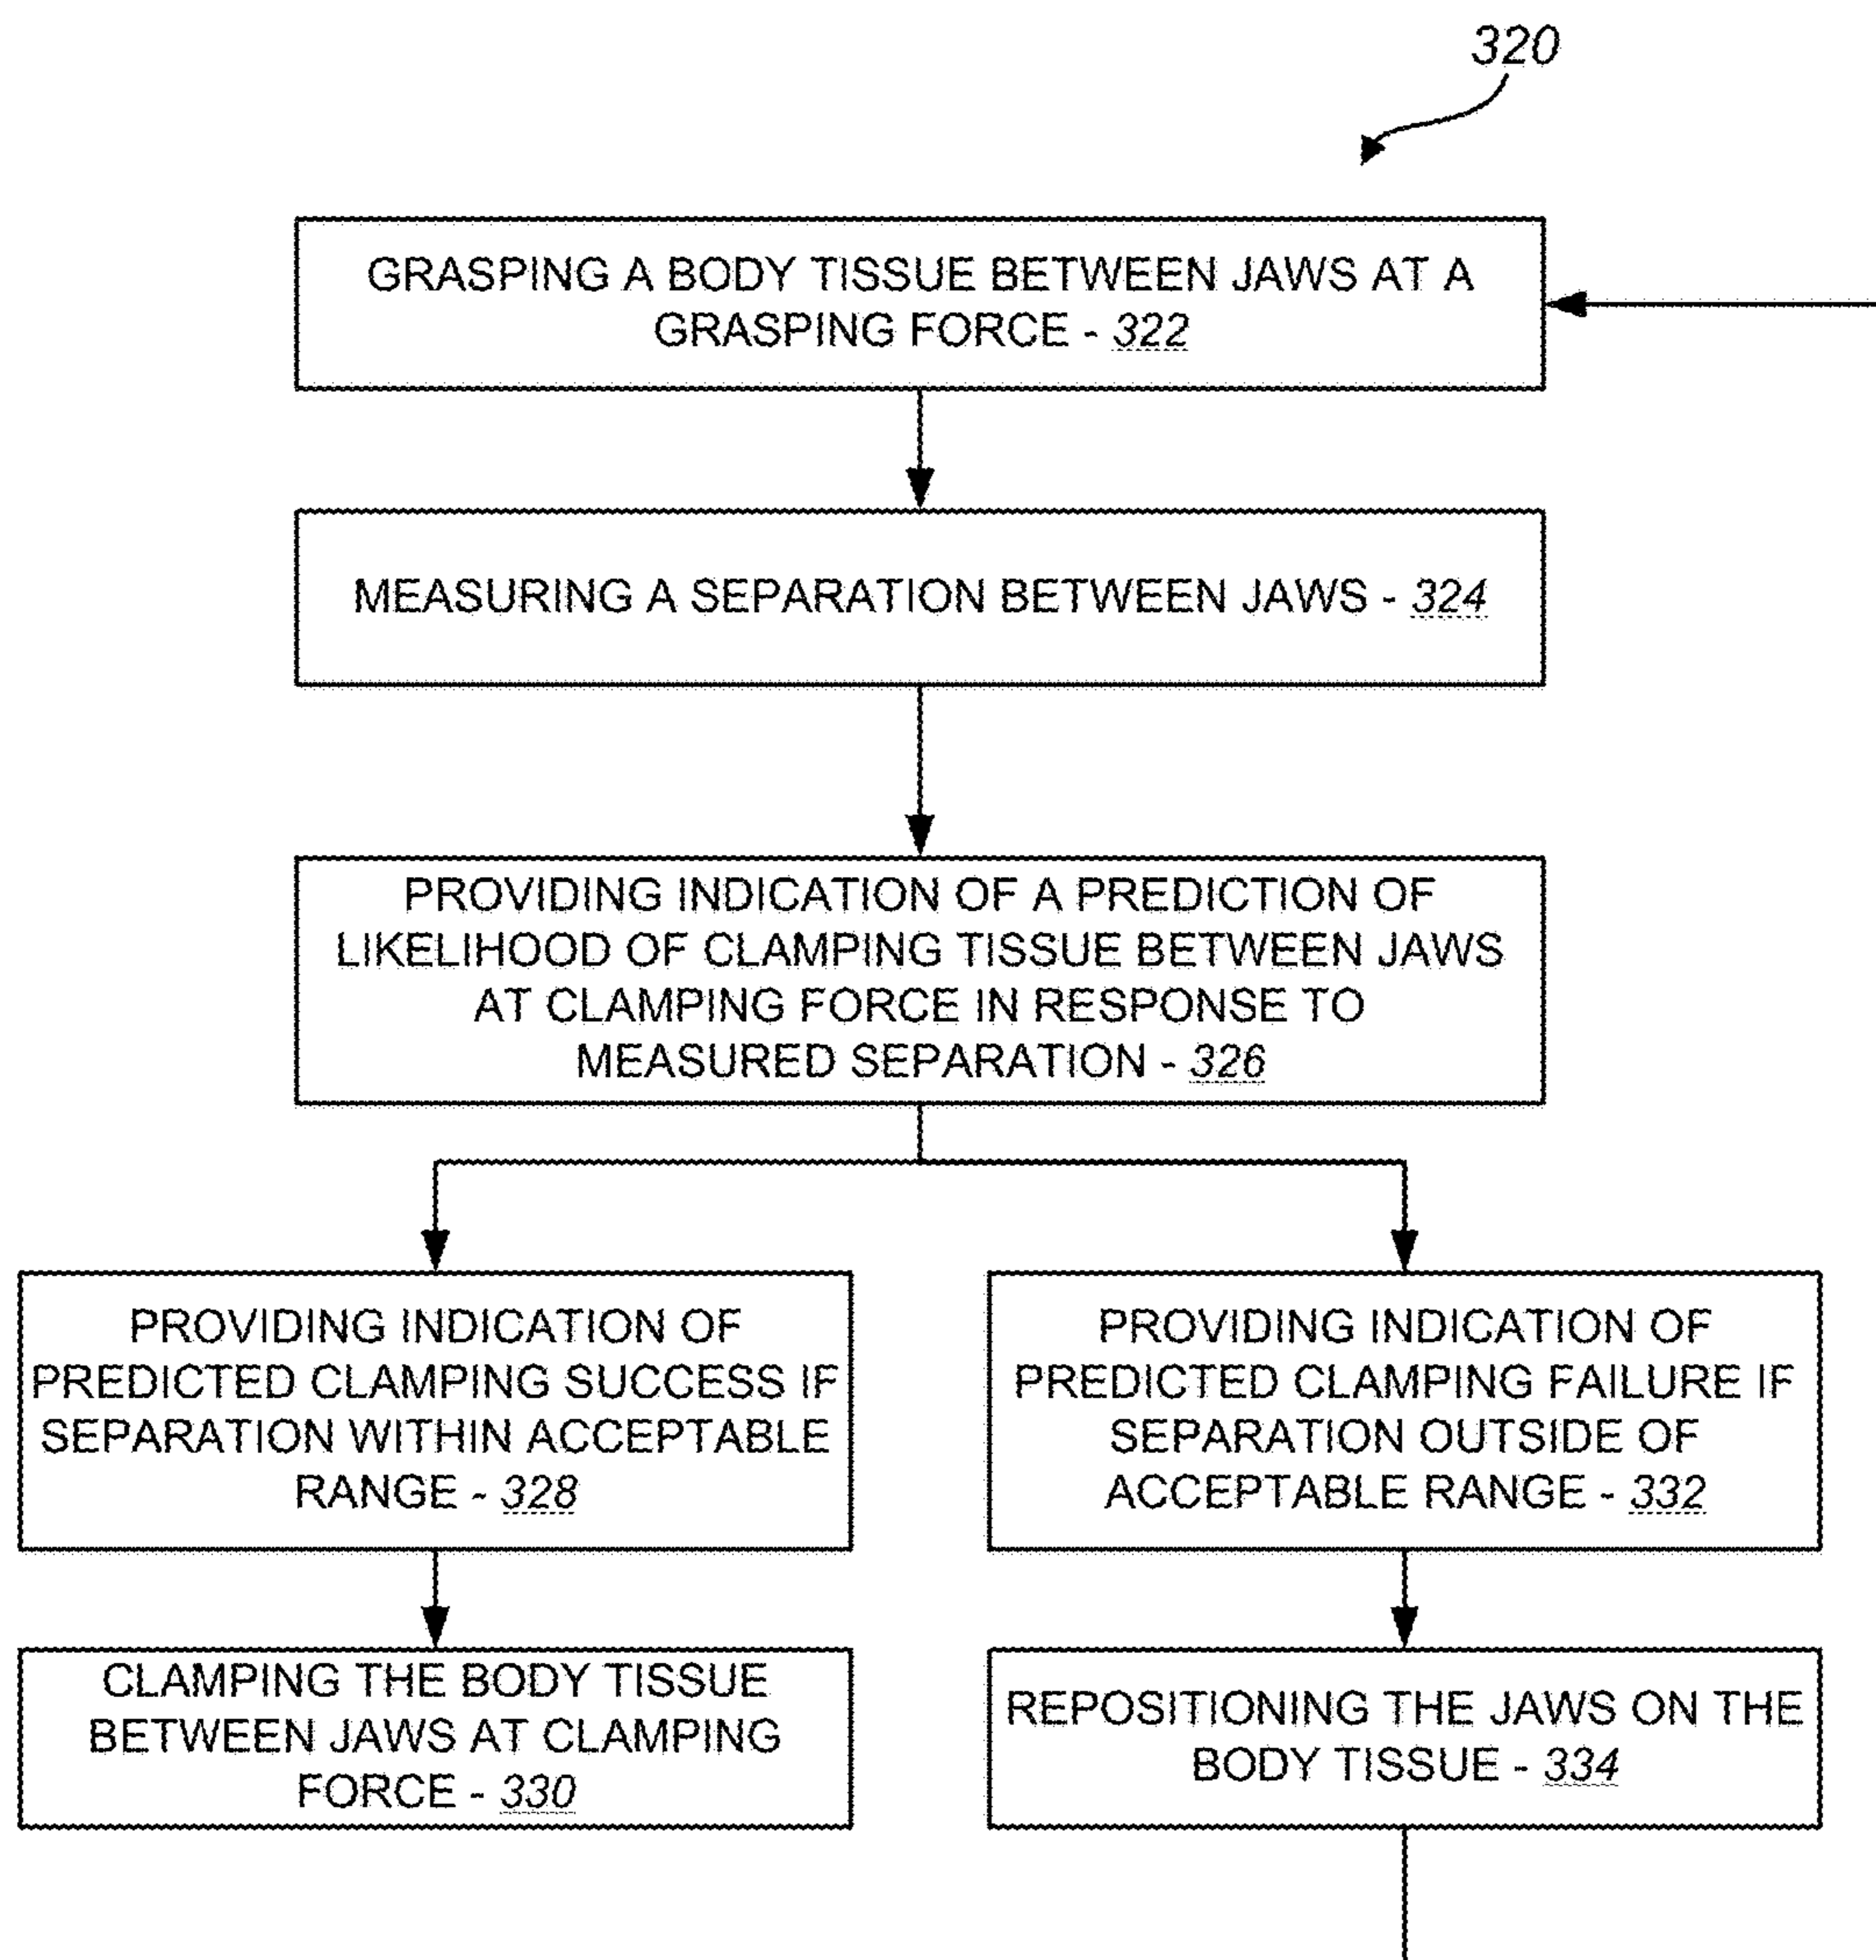 320
GRASPING A BODY TISSUE BETWEEN JAWS AT A
GRASPING FORCE - 322
MEASURING A SEPARATION BETWEEN JAWS - 324
PROVIDING INDICATION OF A PREDICTION OF
LIKELIHOOD OF CLAMPING TISSUE BETWEEN JAWS
AT CLAMPING FORCE IN RESPONSE TO
MEASURED SEPARATION - 326
PROVIDING INDICATION OF
PREDICTED CLAMPING SUCCESS IF
SEPARATION WITHIN ACCEPTABLE
RANGE - 328
PROVIDING INDICATION OF
PREDICTED CLAMPING FAILURE IF
SEPARATION OUTSIDE OF
ACCEPTABLE RANGE - 332
CLAMPING THE BODY TISSUE
BETWEEN JAWS AT CLAMPING
FORCE - 330
REPOSITIONING THE JAWS ON THE
BODY TISSUE - 334